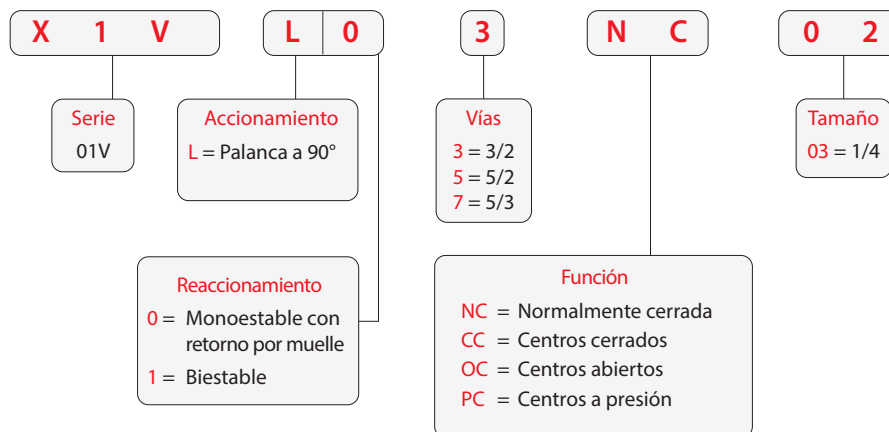 X 1 V L 0 3 N C 0 2
Serie
01V
Accionamiento
L = Palanca a 90°
Vías
3 = 3/2
5 = 5/2
7 = 5/3
Tamaño
03 = 1/4
Reaccionamiento
0 = Monoestable con
retorno por muelle
1 = Biestable
Función
NC = Normalmente cerrada
CC = Centros cerrados
OC = Centros abiertos
PC = Centros a presión